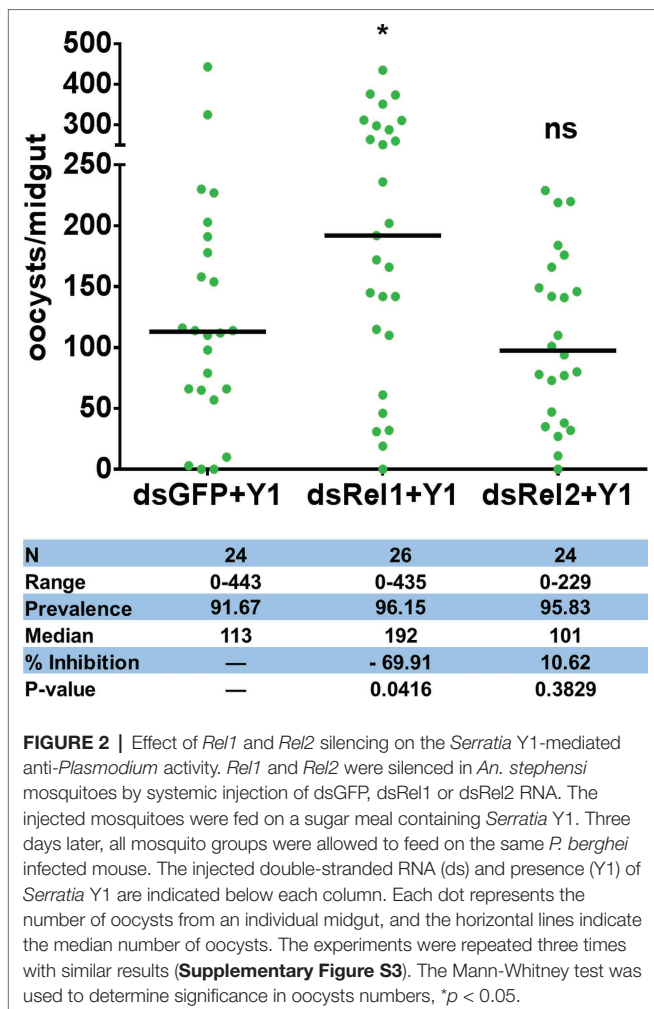 500
*
400
300
ns
250
200
150
100
50
0
oocysts/midgut
dsGFP+Y1 dsRel1+Y1 dsRel2+Y1
N 24 26 24
Range 0-443 0-435 0-229
Prevalence 91.67 96.15 95.83
Median 113 192 101
% Inhibition — - 69.91 10.62
P-value — 0.0416 0.3829
FIGURE 2 | Effect of Rel1 and Rel2 silencing on the Serratia Y1-mediated
anti-Plasmodium activity. Rel1 and Rel2 were silenced in An. stephensi
mosquitoes by systemic injection of dsGFP, dsRel1 or dsRel2 RNA. The
injected mosquitoes were fed on a sugar meal containing Serratia Y1. Three
days later, all mosquito groups were allowed to feed on the same P. berghei
infected mouse. The injected double-stranded RNA (ds) and presence (Y1) of
Serratia Y1 are indicated below each column. Each dot represents the
number of oocysts from an individual midgut, and the horizontal lines indicate
the median number of oocysts. The experiments were repeated three times
with similar results (Supplementary Figure S3). The Mann-Whitney test was
used to determine significance in oocysts numbers, *p < 0.05.